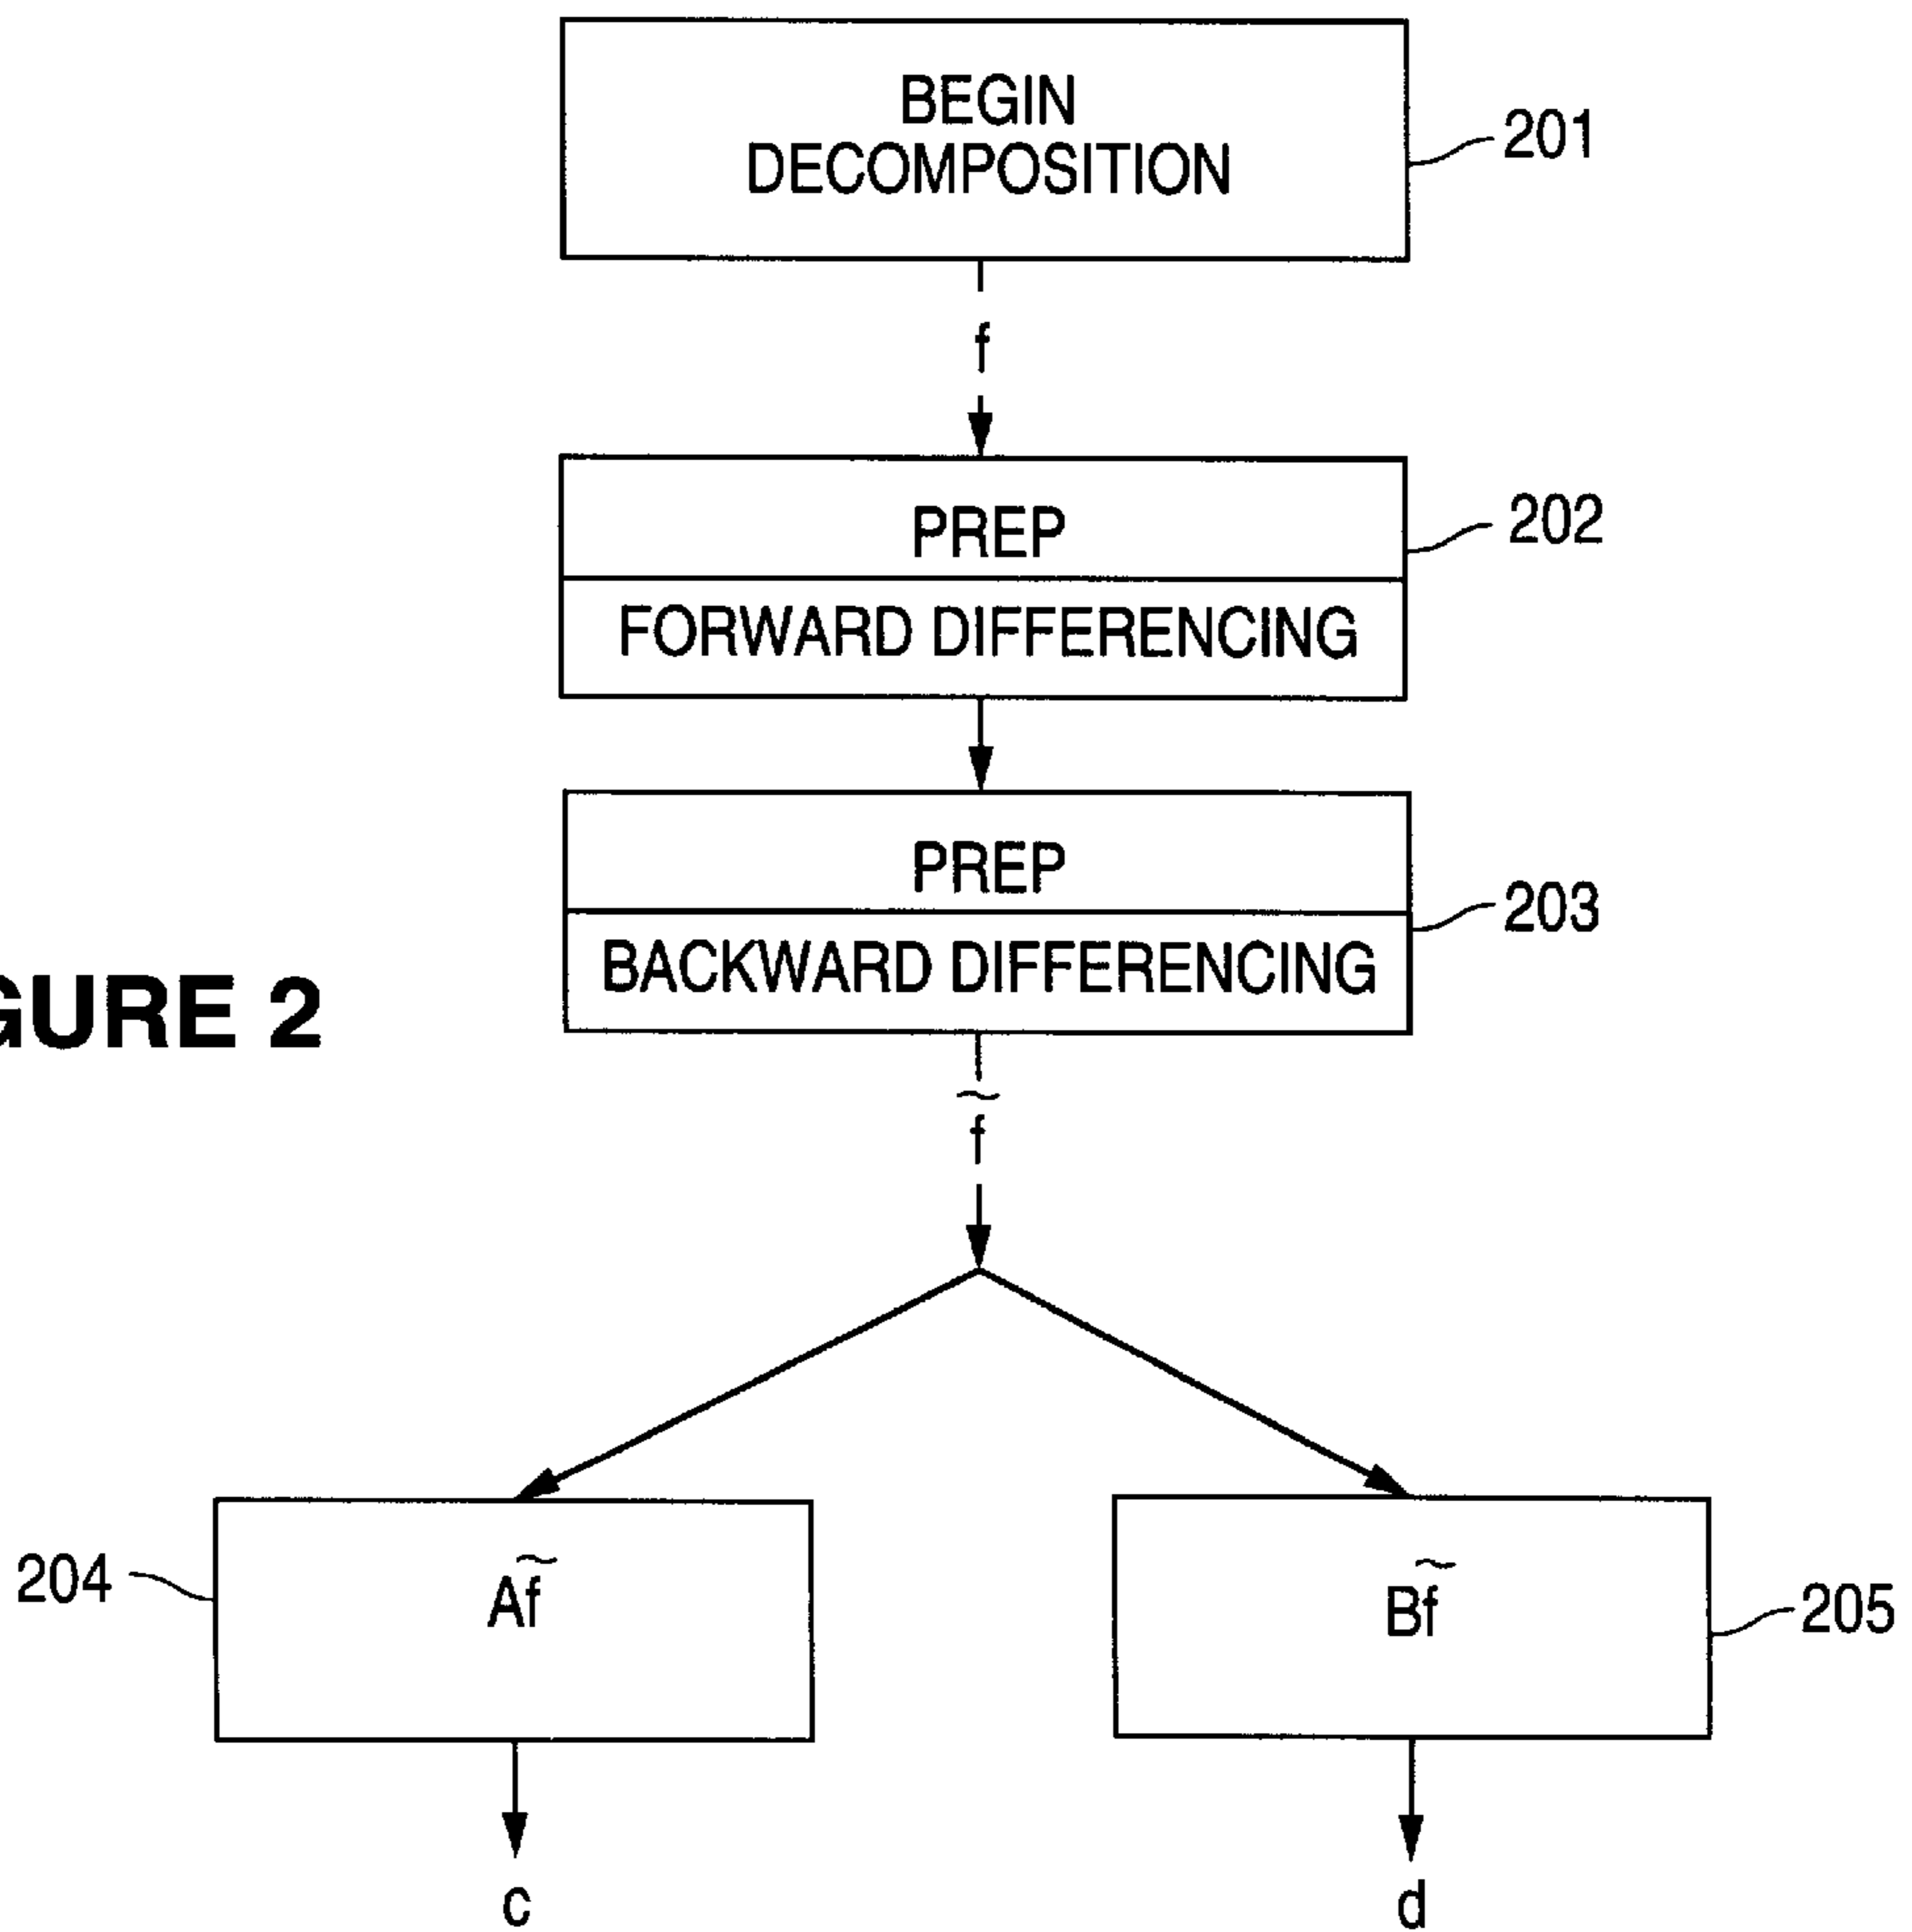 BEGIN
DECOMPOSITION
201
f
PREP
202
FORWARD DIFFERENCING
PREP
203
BACKWARD DIFFERENCING
GURE 2
f̃
204
Af̃
Bf̃
205
c
d